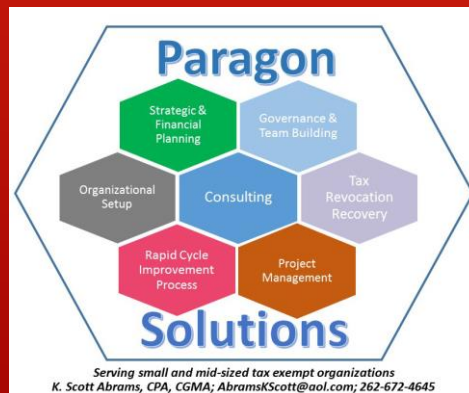 Paragon
Strategic &
Financial
Planning
Governance &
Team Building
Organizational
Setup
Consulting
Tax
Revocation
Recovery
Rapid Cycle
Improvement
Process
Project
Management
Solutions
Serving small and mid-sized tax exempt organizations
K. Scott Abrams, CPA, CGMA; AbramsKScott@aol.com; 262-672-4645